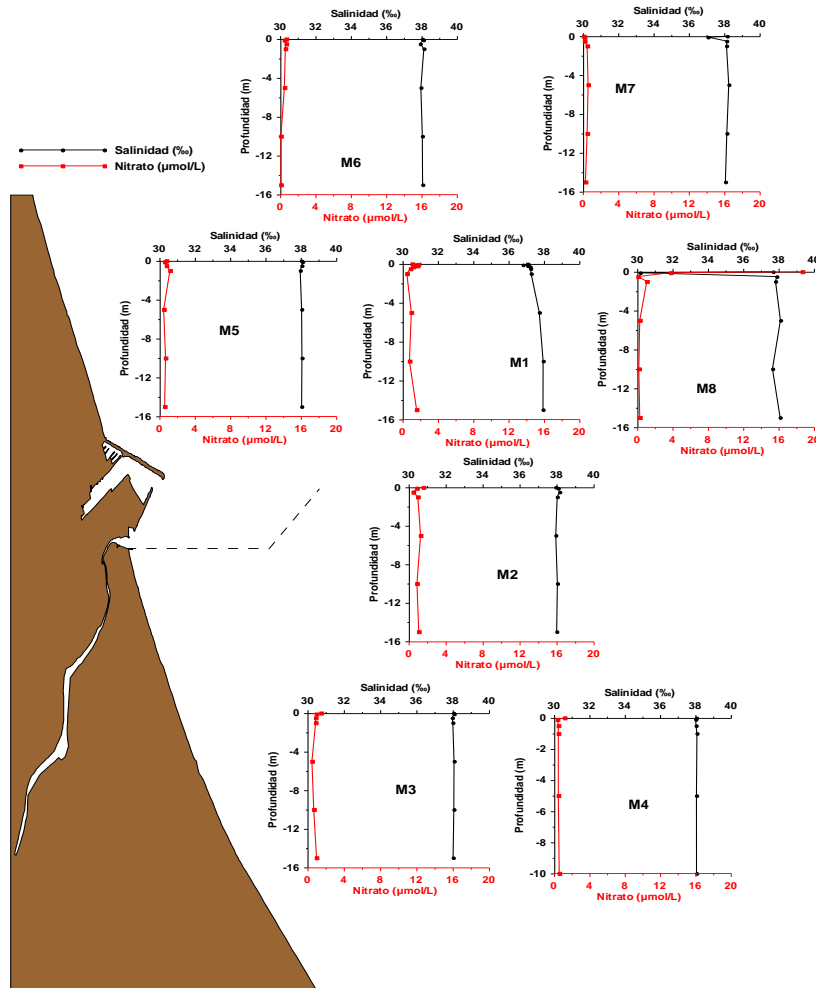 Salinidad (‰)
30 32 34 36 38 40
0
-4
-8
-12
-16
Profundidad (m)
M6
0 4 8 12 16 20
Nitrato (µmol/L)
Salinidad (‰)
30 32 34 36 38 40
0
-4
-8
-12
-16
Profundidad (m)
M7
0 4 8 12 16 20
Nitrato (µmol/L)
Salinidad (‰)
Nitrato (µmol/L)
Salinidad (‰)
30 32 34 36 38 40
0
-4
-8
-12
-16
Profundidad (m)
M5
0 4 8 12 16 20
Nitrato (µmol/L)
Salinidad (‰)
30 32 34 36 38 40
0
-4
-8
-12
-16
Profundidad (m)
M1
0 4 8 12 16 20
Nitrato (µmol/L)
Salinidad (‰)
30 32 34 36 38 40
0
-4
-8
-12
-16
Profundidad (m)
M8
0 4 8 12 16 20
Nitrato (µmol/L)
Salinidad (‰)
30 32 34 36 38 40
0
-4
-8
-12
-16
Profundidad (m)
M2
0 4 8 12 16 20
Nitrato (µmol/L)
Salinidad (‰)
30 32 34 36 38 40
0
-4
-8
-12
-16
Profundidad (m)
M3
0 4 8 12 16 20
Nitrato (µmol/L)
Salinidad (‰)
30 32 34 36 38 40
0
-2
-4
-6
-8
-10
Profundidad (m)
M4
0 4 8 12 16 20
Nitrato (µmol/L)